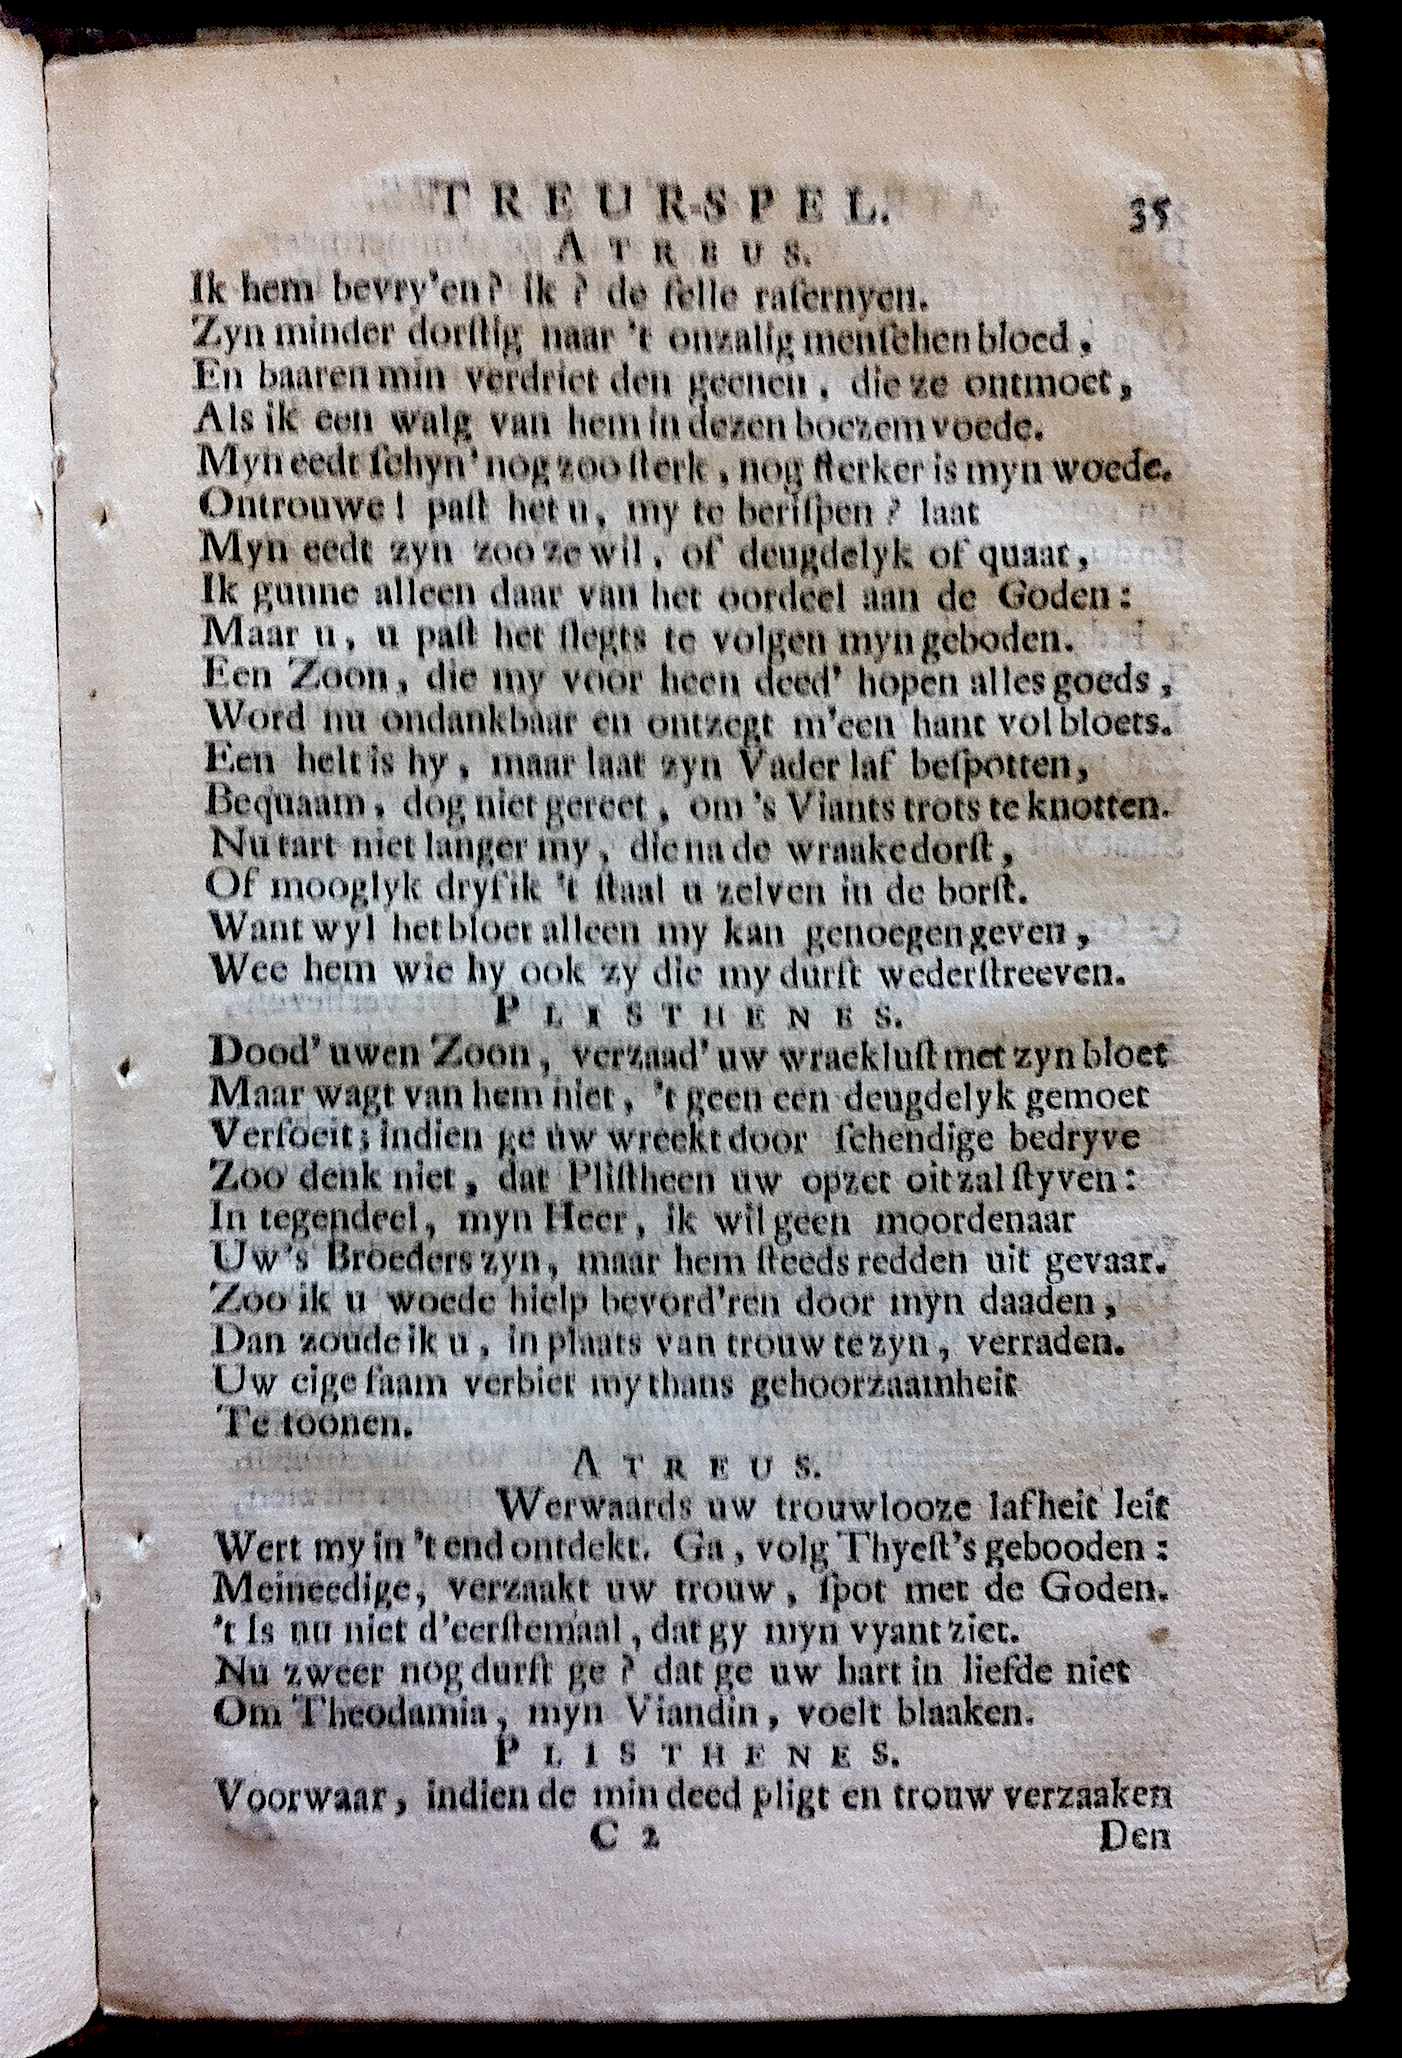 TREUR-SPEL. 35
ATREUS.
Ik hem bevry'en? ik? de felle rasernyen.
Zyn minder dorſtig naar 't onzalig menſchen bloed,
En baaren min verdriet den geenen, die ze ontmoet,
Als ik een walg van hem in dezen boezem voede.
Myn eedt ſchyn' nog zoo ſterk, nog ſterker is myn woede.
Ontrouwe! paſt het u, my te beriſpen? laat
Myn eedt zyn zoo ze wil, of deugdelyk of quaat,
Ik gunne alleen daar van het oordeel aan de Goden:
Maar u, u paſt het ſlegts te volgen myn geboden.
Een Zoon, die my voor heen deed' hopen alles goeds,
Word nu ondankbaar en ontzegt m'een hant vol bloets.
Een helt is hy, maar laat zyn Vader laf beſpotten,
Bequaam, dog niet gereet, om 's Viants trots te knotten.
Nu tart niet langer my, die na de wraake dorſt,
Of mooglyk dryf ik 't ſtaal u zelven in de borſt.
Want wyl het bloet alleen my kan genoegen geven,
Wee hem wie hy ook zy die my durſt wederſtreeven.
PLISTHENES.
Dood' uwen Zoon, verzaad' uw wraekluſt met zyn bloet
Maar wagt van hem niet, 't geen een deugdelyk gemoet
Verfoeit; indien ge uw wreekt door ſchendige bedryve
Zoo denk niet, dat Pliſtheen uw opzet oit zal ſtyven:
In tegendeel, myn Heer, ik wil geen moordenaar
Uw's Broeders zyn, maar hem ſteeds redden uit gevaar.
Zoo ik u woede hielp bevord'ren door myn daaden,
Dan zoude ik u, in plaats van trouw te zyn, verraden.
Uw eige faam verbiet my thans gehoorzaamheit
Te toonen.
ATREUS.
Werwaards uw trouwlooze lafheit leit
Wert my in 't end ontdekt. Ga, volg Thyeſt's gebooden:
Meineedige, verzaakt uw trouw, ſpot met de Goden.
't Is nu niet d'eerſtemaal, dat gy myn vyant ziet.
Nu zweer nog durſt ge? dat ge uw hart in liefde niet
Om Theodamia, myn Viandin, voelt blaaken.
PLISTHENES.
Voorwaar, indien de min deed pligt en trouw verzaaken
C 2 Den